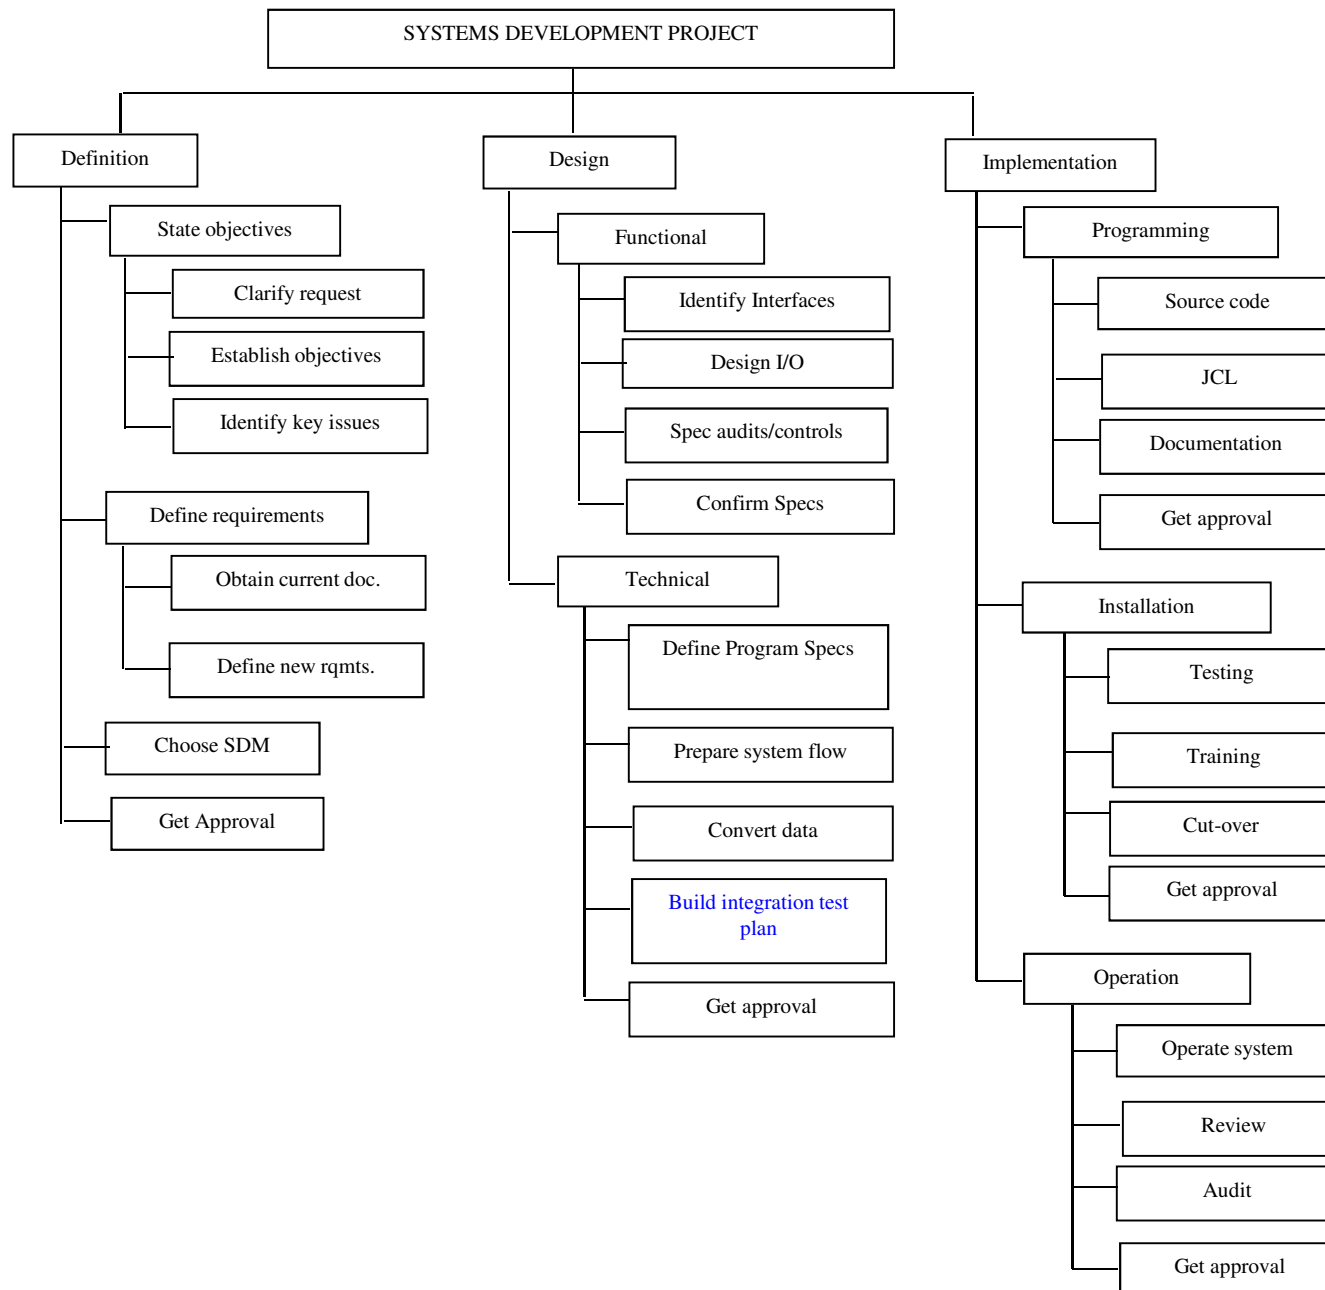 SYSTEMS DEVELOPMENT PROJECT
Definition
State objectives
Clarify request
Establish objectives
Identify key issues
Define requirements
Obtain current doc.
Define new rqmts.
Choose SDM
Get Approval
Design
Functional
Identify Interfaces
Design I/O
Spec audits/controls
Confirm Specs
Technical
Define Program Specs
Prepare system flow
Convert data
Build integration test
plan
Get approval
Implementation
Programming
Source code
JCL
Documentation
Get approval
Installation
Testing
Training
Cut-over
Get approval
Operation
Operate system
Review
Audit
Get approval